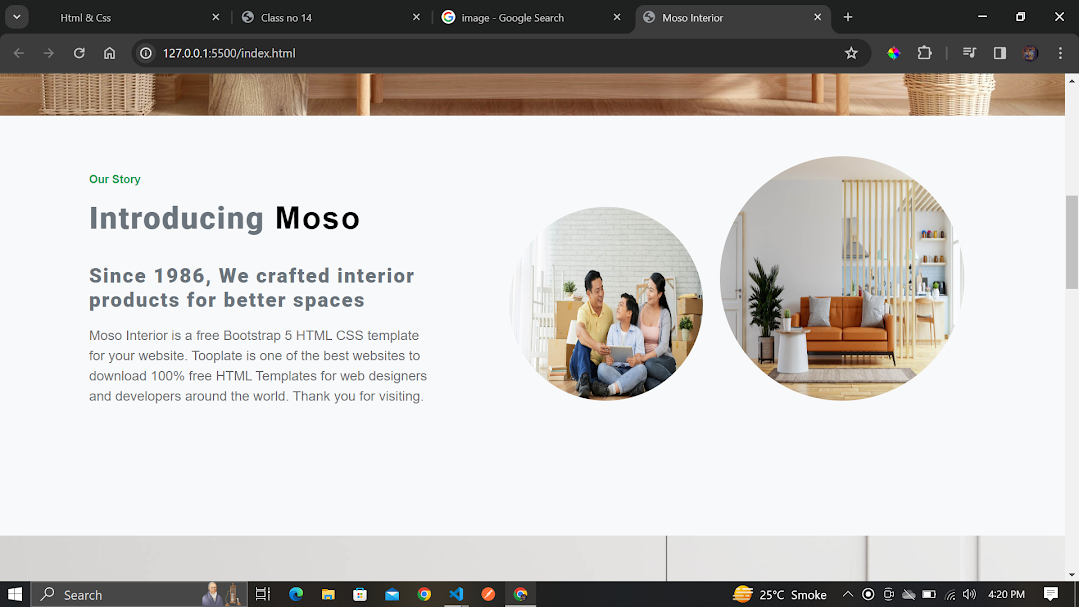 Html & Css
Class no 14
image - Google Search
Moso Interior
127.0.0.1:5500/index.html
Our Story
Introducing Moso
Since 1986, We crafted interior
products for better spaces
Moso Interior is a free Bootstrap 5 HTML CSS template
for your website. Tooplate is one of the best websites to
download 100% free HTML Templates for web designers
and developers around the world. Thank you for visiting.
Search
25°C Smoke
4:20 PM